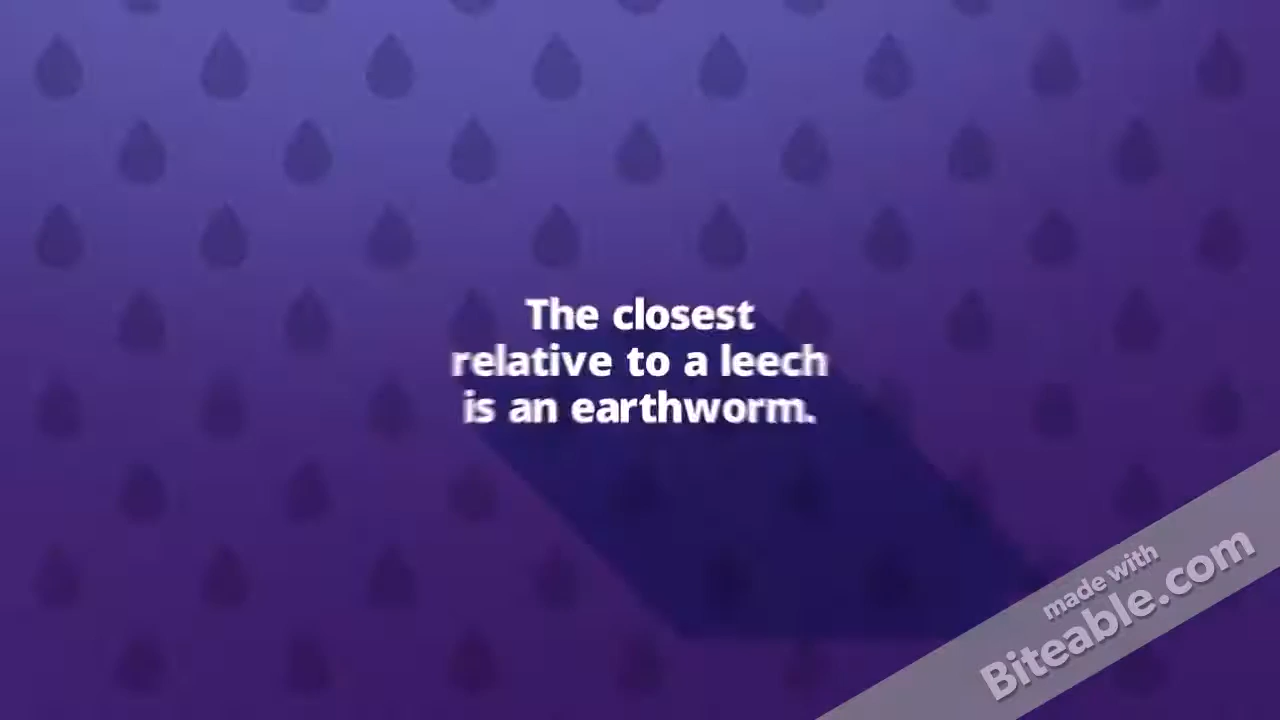 The closest
relative to a leech
is an earthworm.
made with
Biteable.com